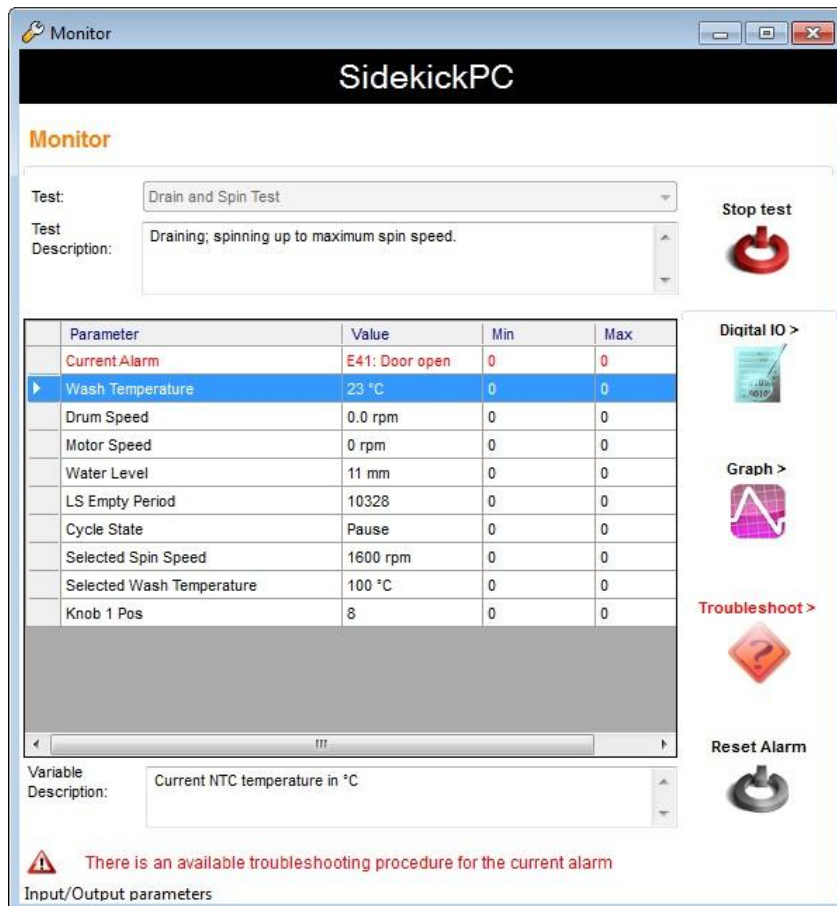 Monitor
SidekickPC
Monitor
Test:
Drain and Spin Test
Stop test
Test
Description:
Draining; spinning up to maximum spin speed.
Parameter Value Min Max
Current Alarm E41: Door open 0 0
Wash Temperature 23 °C 0 0
Drum Speed 0.0 rpm 0 0
Motor Speed 0 rpm 0 0
Water Level 11 mm 0 0
LS Empty Period 10328 0 0
Cycle State Pause 0 0
Selected Spin Speed 1600 rpm 0 0
Selected Wash Temperature 100 °C 0 0
Knob 1 Pos 8 0 0
Digital IO >
Graph >
Troubleshoot >
Reset Alarm
Variable
Description:
Current NTC temperature in °C
There is an available troubleshooting procedure for the current alarm
Input/Output parameters